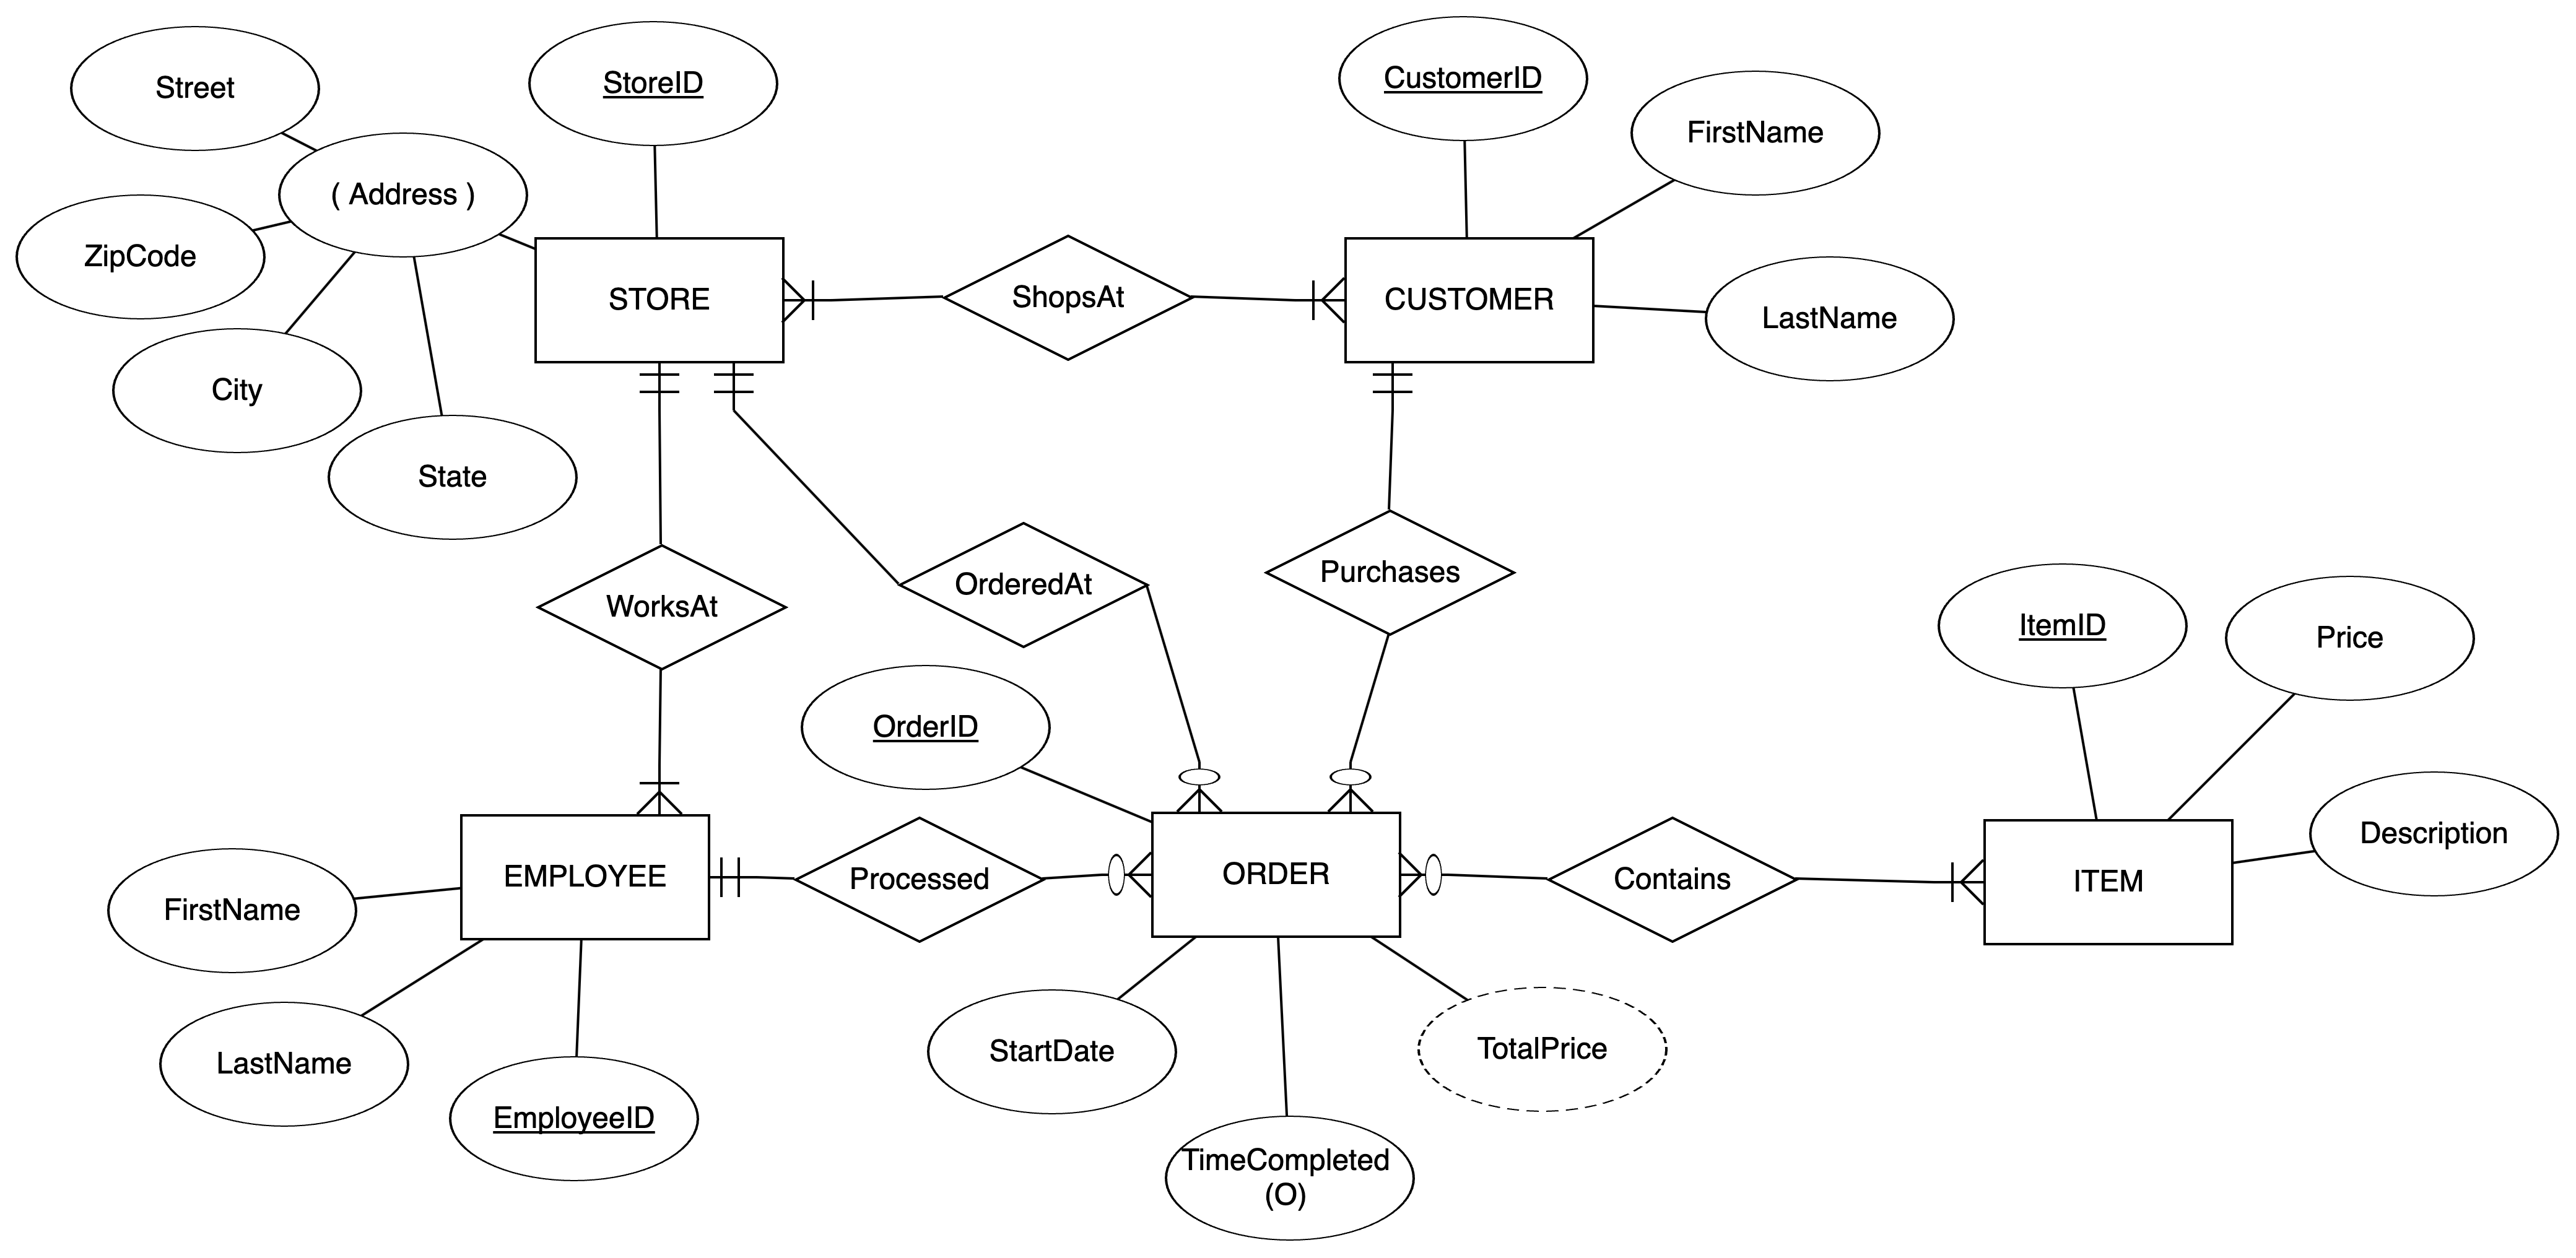 StoreID
CustomerID
Street
FirstName
( Address )
ZipCode
STORE
ShopsAt
CUSTOMER
LastName
City
State
WorksAt
OrderedAt
Purchases
ItemID
Price
OrderID
Description
EMPLOYEE
Processed
ORDER
Contains
ITEM
FirstName
LastName
StartDate
TotalPrice
EmployeeID
TimeCompleted
(O)